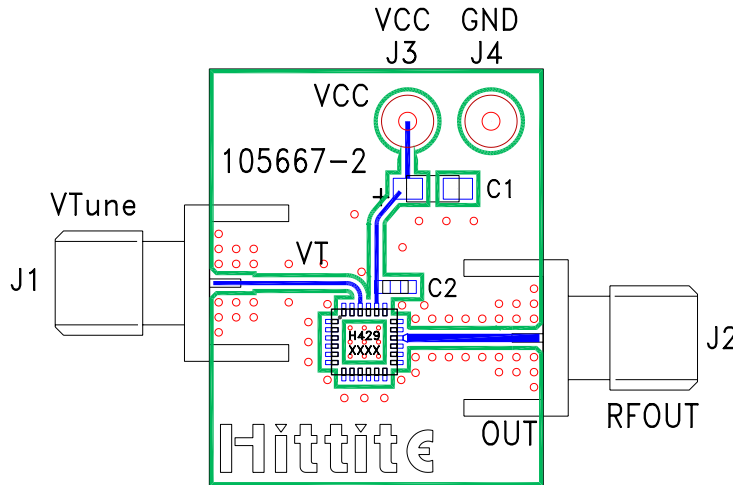 VCC GND
J3 J4
VCC
105667-2
+
C1
VTune
VT
J1
C2
H429
XXXX
J2
RFOUT
OUT
Hittite